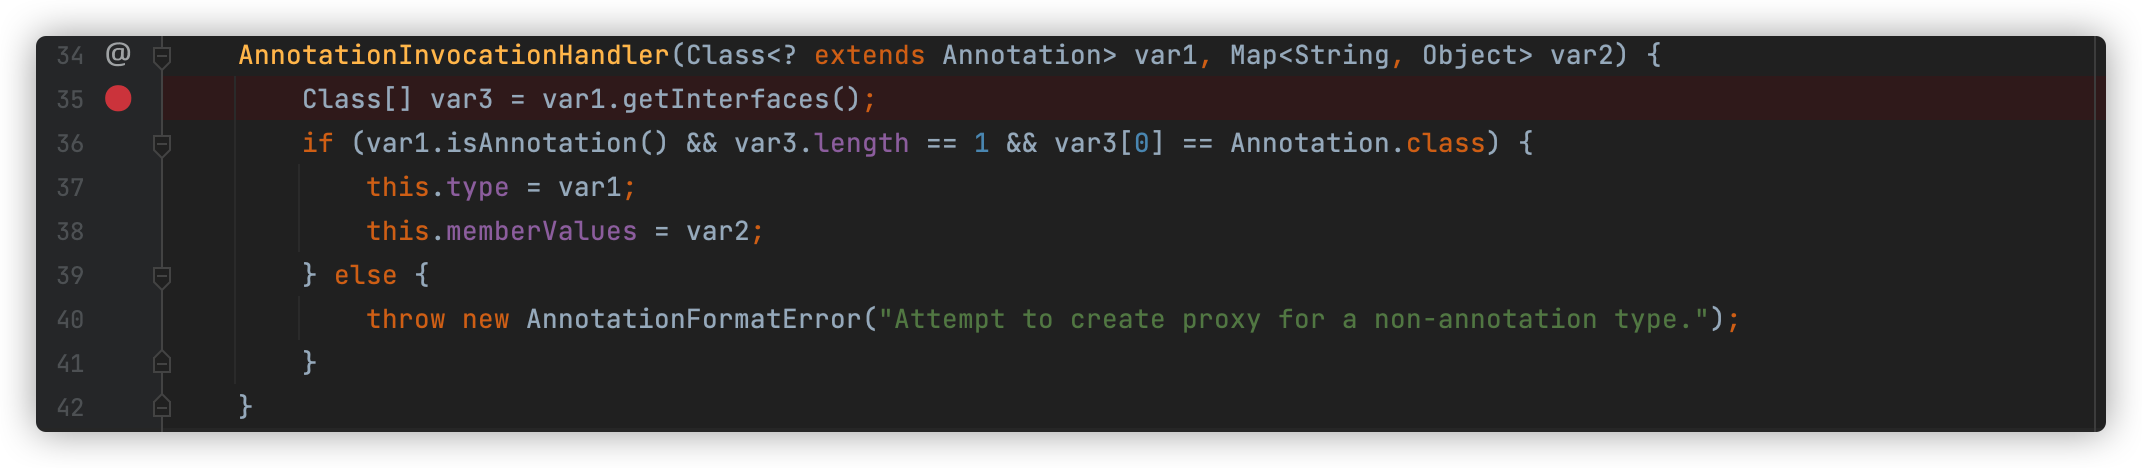 34 @ AnnotationInvocationHandler(Class<? extends Annotation> var1, Map<String, Object> var2) {
35 Class[] var3 = var1.getInterfaces();
36 if (var1.isAnnotation() && var3.length == 1 && var3[0] == Annotation.class) {
37 this.type = var1;
38 this.memberValues = var2;
39 } else {
40 throw new AnnotationFormatError("Attempt to create proxy for a non-annotation type.");
41 }
42 }